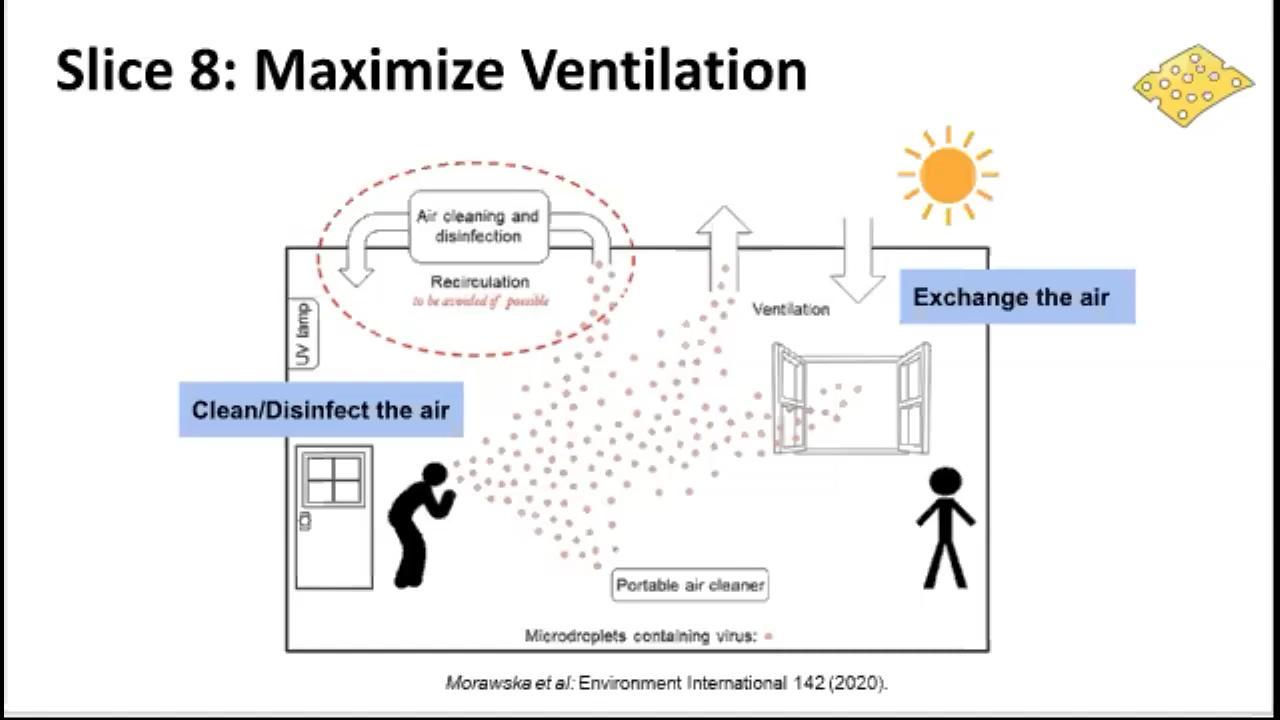 Slice 8: Maximize Ventilation
Air cleaning and
disinfection
Recirculation
to be avoided if possible
Ventilation
Exchange the air
UV lamp
Clean/Disinfect the air
Portable air cleaner
Microdroplets containing virus:
Morawska et al: Environment International 142 (2020).